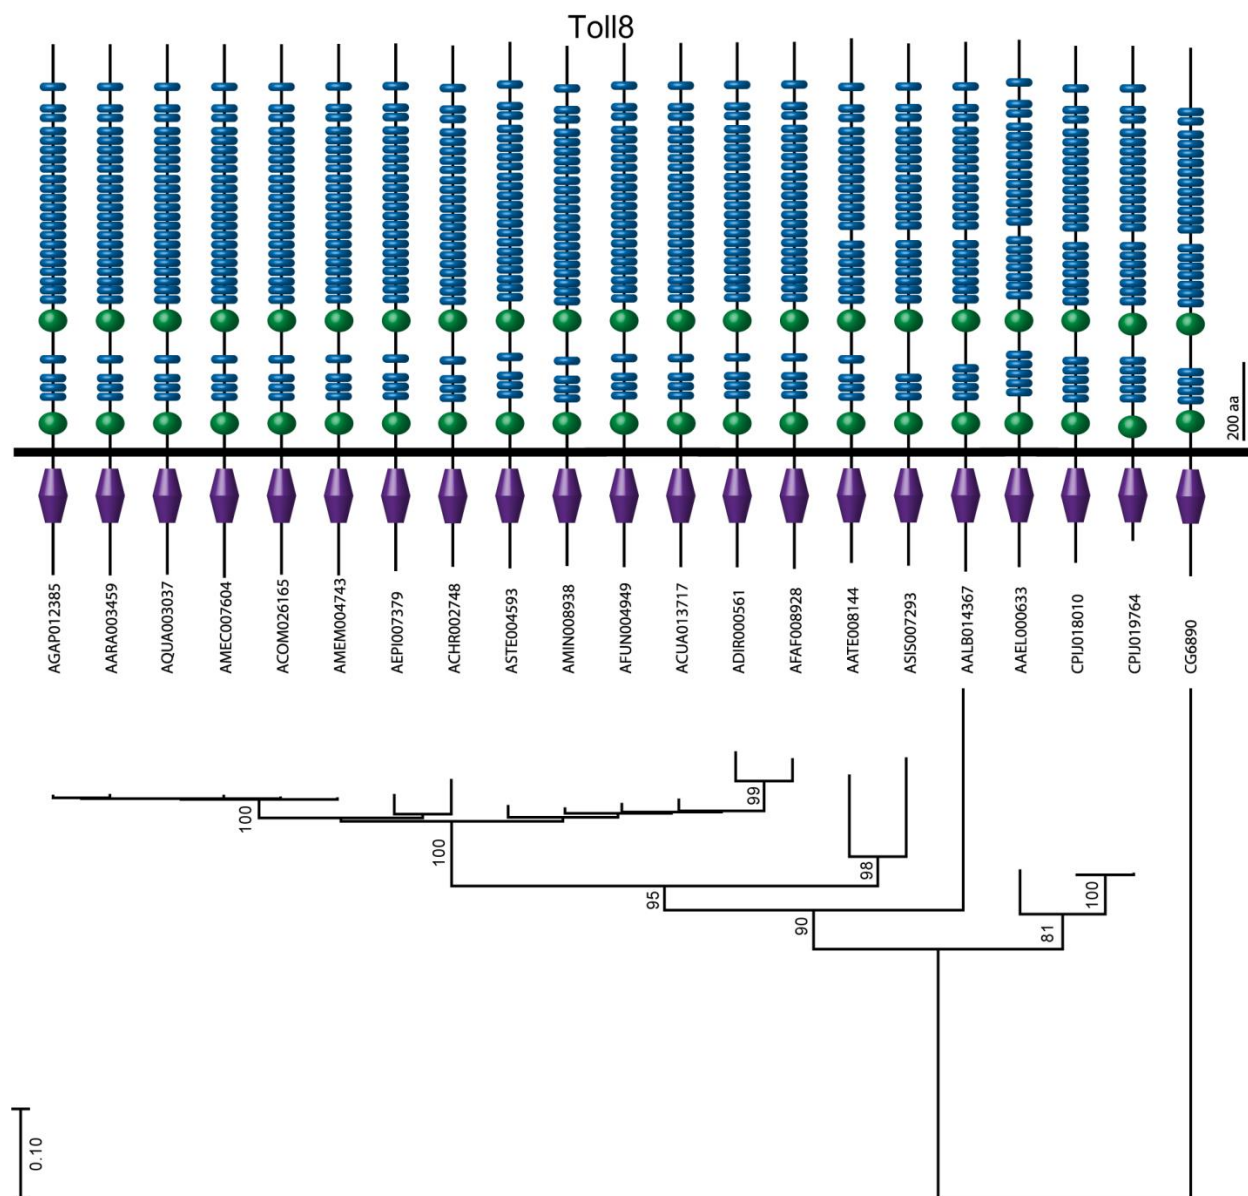 Toll8
200 aa
AGAP012385
AARA003459
AQUA003037
AMEC007604
ACOM026165
AMEM004743
AEPI007379
ACHR002748
ASTE004593
AMIN008938
AFUN004949
ACUA013717
ADIR000561
AFAF008928
AATE008144
ASIS007293
AALB014367
AAEL000633
CPIJ018010
CPIJ019764
CG6890
100
100
99
98
95
90
81
100
0.10